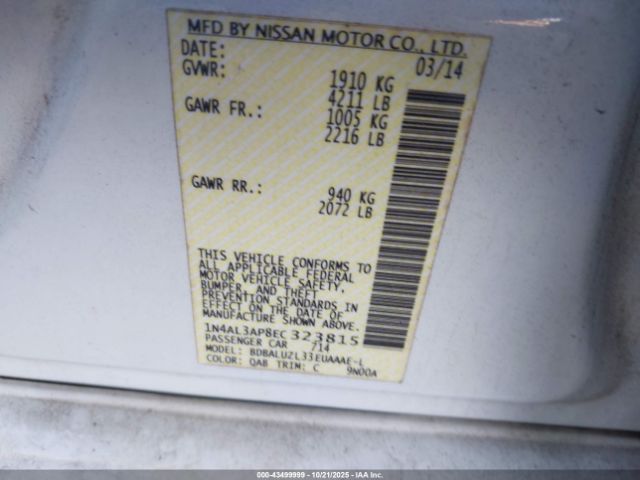 MFD BY NISSAN MOTOR CO., LTD.
DATE: 03/14
GVWR: 1910 KG
4211 LB
GAWR FR.: 1005 KG
2216 LB
GAWR RR.: 940 KG
2072 LB
THIS VEHICLE CONFORMS TO
ALL APPLICABLE FEDERAL
MOTOR VEHICLE SAFETY,
BUMPER, AND THEFT
PREVENTION STANDARDS IN
EFFECT ON THE DATE OF
MANUFACTURE SHOWN ABOVE.
1N4AL3AP8EC 323815
PASSENGER CAR 714
MODEL: BDBALUZL33EUAAAE-L
COLOR: QAB TRIM: C 9N00A
000-43499999 - 10/21/2025 - IAA Inc.